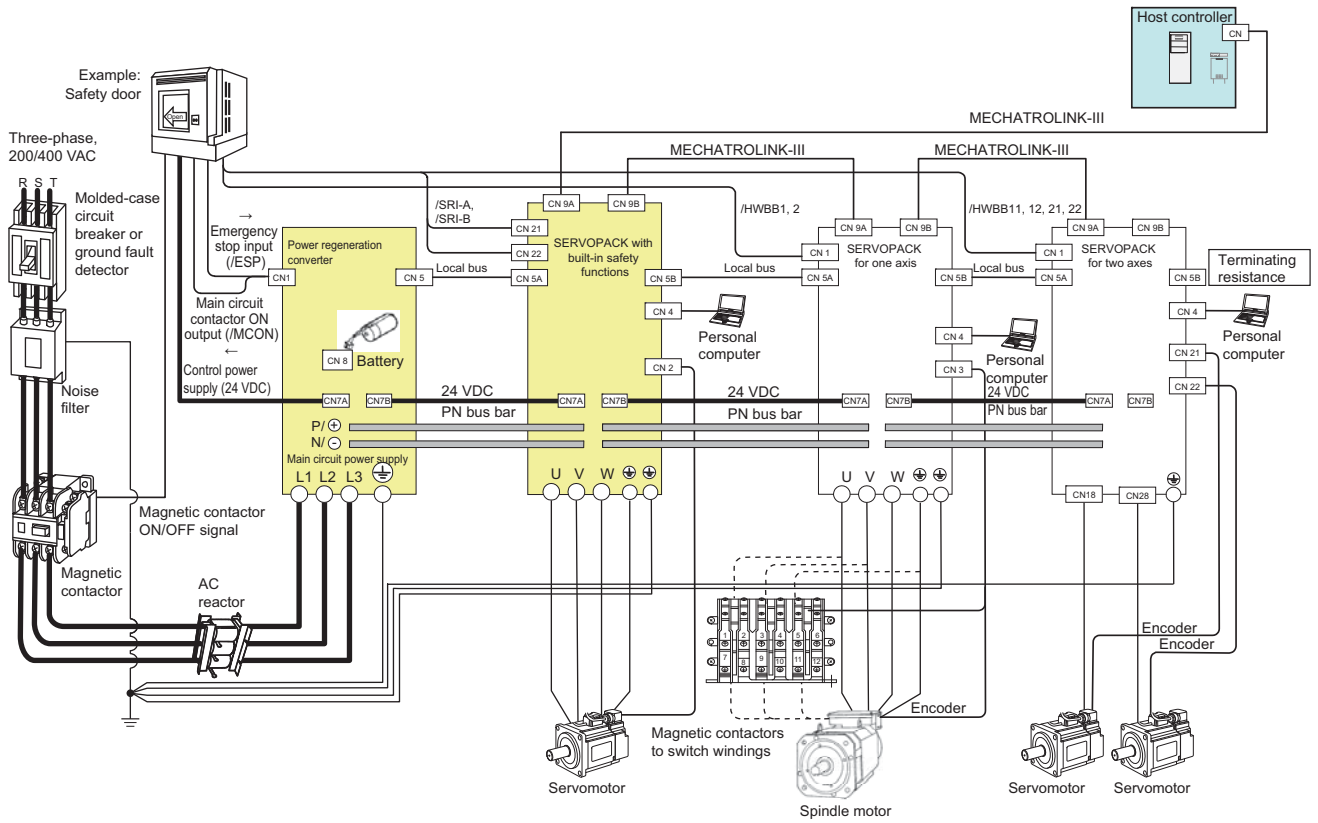 Host controller
CN
Example:
Safety door
Open
MECHATROLINK-III
Three-phase,
200/400 VAC
MECHATROLINK-III
MECHATROLINK-III
R S T
Molded-case
circuit
breaker or
ground fault
detector
→
Emergency
stop input
(/ESP)
Main circuit
contactor ON
output (/MCON)
←
Control power
supply (24 VDC)
/SRI-A,
/SRI-B
/HWBB1, 2
/HWBB11, 12, 21, 22
Power regeneration
converter
CN1
CN 5
CN 8
Battery
CN7A
CN7B
P/⊕
N/⊖
Main circuit power supply
L1 L2 L3
Local bus
24 VDC
PN bus bar
CN 9A
CN 9B
CN 21
CN 22
CN 5A
SERVOPACK with
built-in safety
functions
CN 5B
CN 4
CN 2
CN7A
CN7B
U V W
Personal
computer
Local bus
24 VDC
PN bus bar
CN 9A
CN 9B
CN 1
CN 5A
SERVOPACK
for one axis
CN 5B
CN 4
CN 3
CN7A
CN7B
U V W
Personal
computer
Local bus
24 VDC
PN bus bar
CN 9A
CN 9B
CN 1
CN 5A
SERVOPACK
for two axes
CN 5B
CN 4
CN 21
CN 22
CN7A
CN7B
CN18
CN28
Terminating
resistance
Personal
computer
Noise
filter
Magnetic contactor
ON/OFF signal
Magnetic
contactor
AC
reactor
1 2 3 4 5 6
7 8 9 10 11 12
Encoder
Encoder
Encoder
Magnetic contactors
to switch windings
Servomotor
Spindle motor
Servomotor
Servomotor